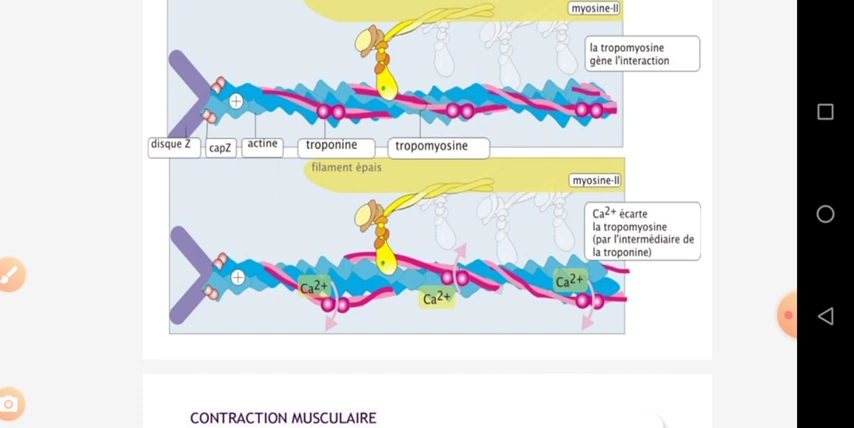 myosine-II
la tropomyosine
gêne l'interaction
disque Z
capZ
actine
troponine
tropomyosine
filament épais
myosine-II
Ca2+ écarte
la tropomyosine
(par l'intermédiaire de
la troponine)
Ca2+
Ca2+
Ca2+
CONTRACTION MUSCULAIRE